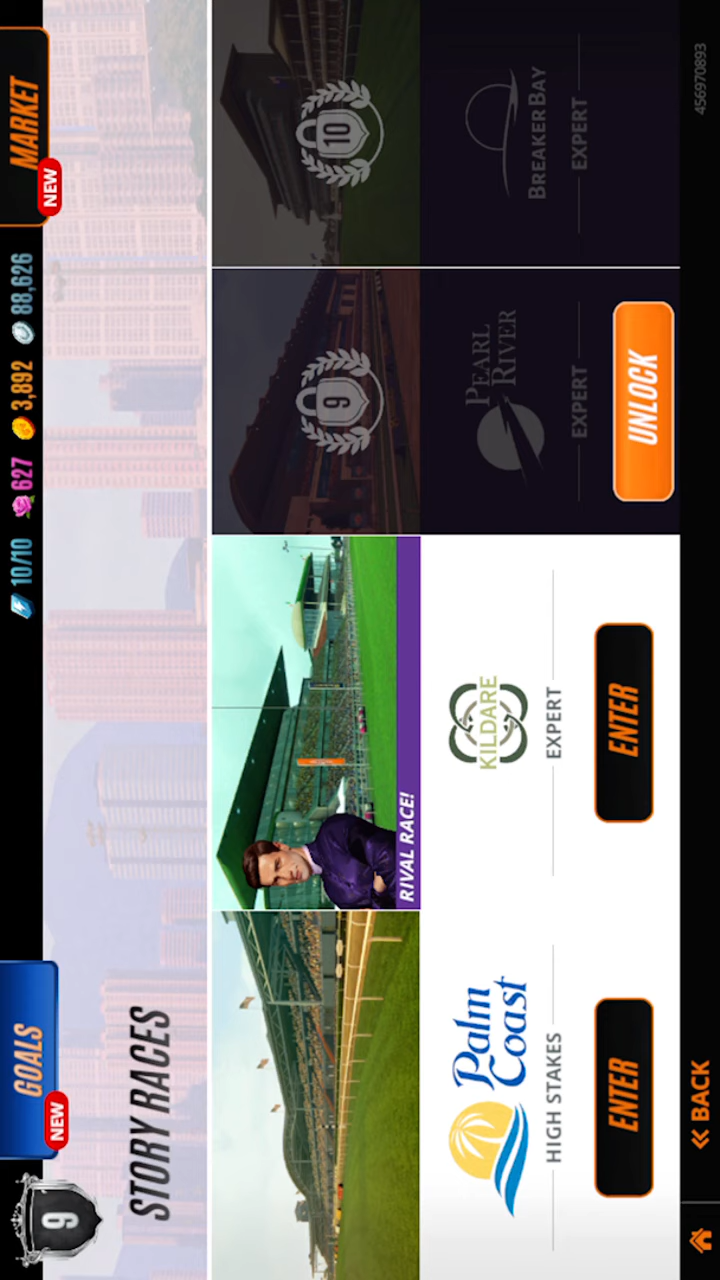 9
GOALS
NEW
10/10
627
3,892
88,626
MARKET
NEW
STORY RACES
Palm
Coast
HIGH STAKES
ENTER
RIVAL RACE!
KILDARE
EXPERT
ENTER
9
PEARL
RIVER
EXPERT
UNLOCK
10
BREAKER BAY
EXPERT
« BACK
456970893